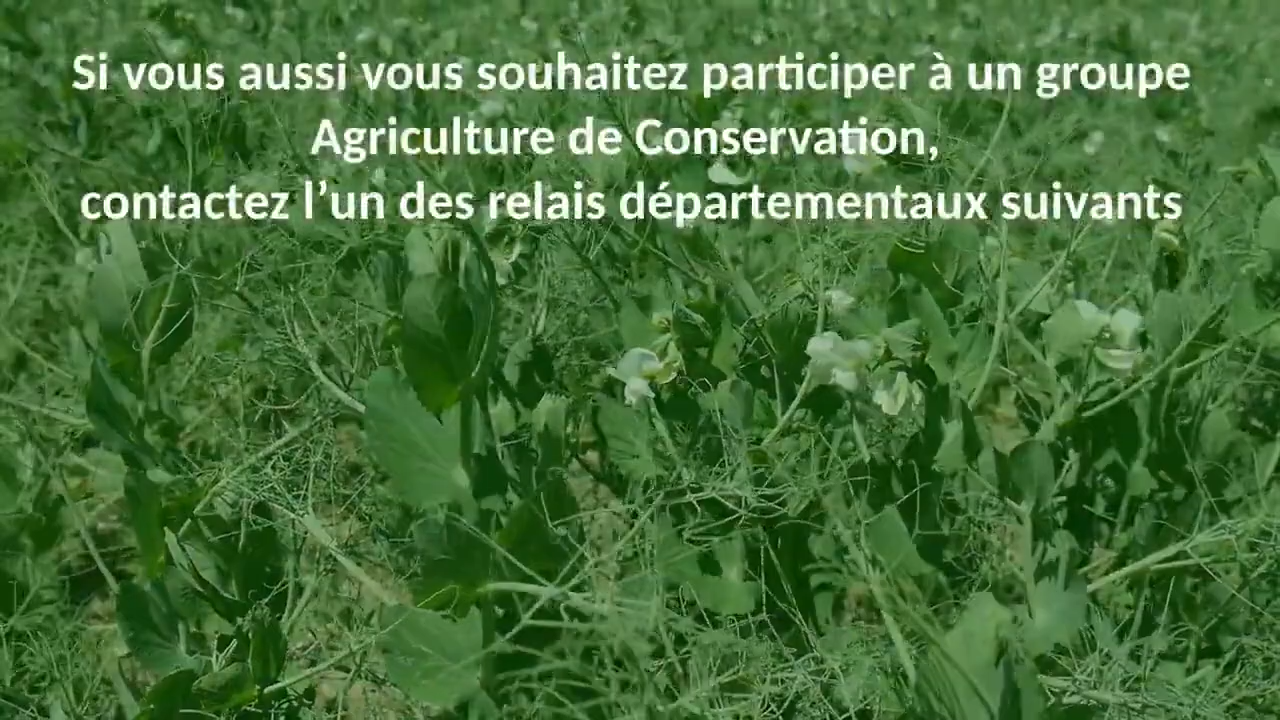 Si vous aussi vous souhaitez participer à un groupe
Agriculture de Conservation,
contactez l’un des relais départementaux suivants